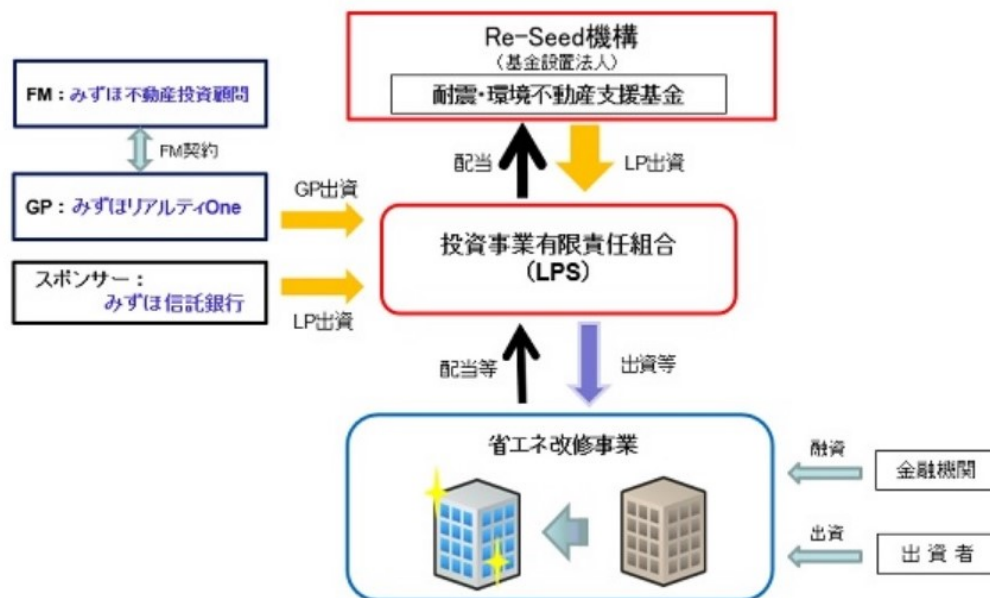 Re-Seed機構
（基金設置法人）
耐震・環境不動産支援基金
FM：みずほ不動産投資顧問
FM契約
GP：みずほリアルティOne
スポンサー：
みずほ信託銀行
GP出資
LP出資
配当
LP出資
投資事業有限責任組合
（LPS）
配当等
出資等
省エネ改修事業
融資
金融機関
出資
出資者